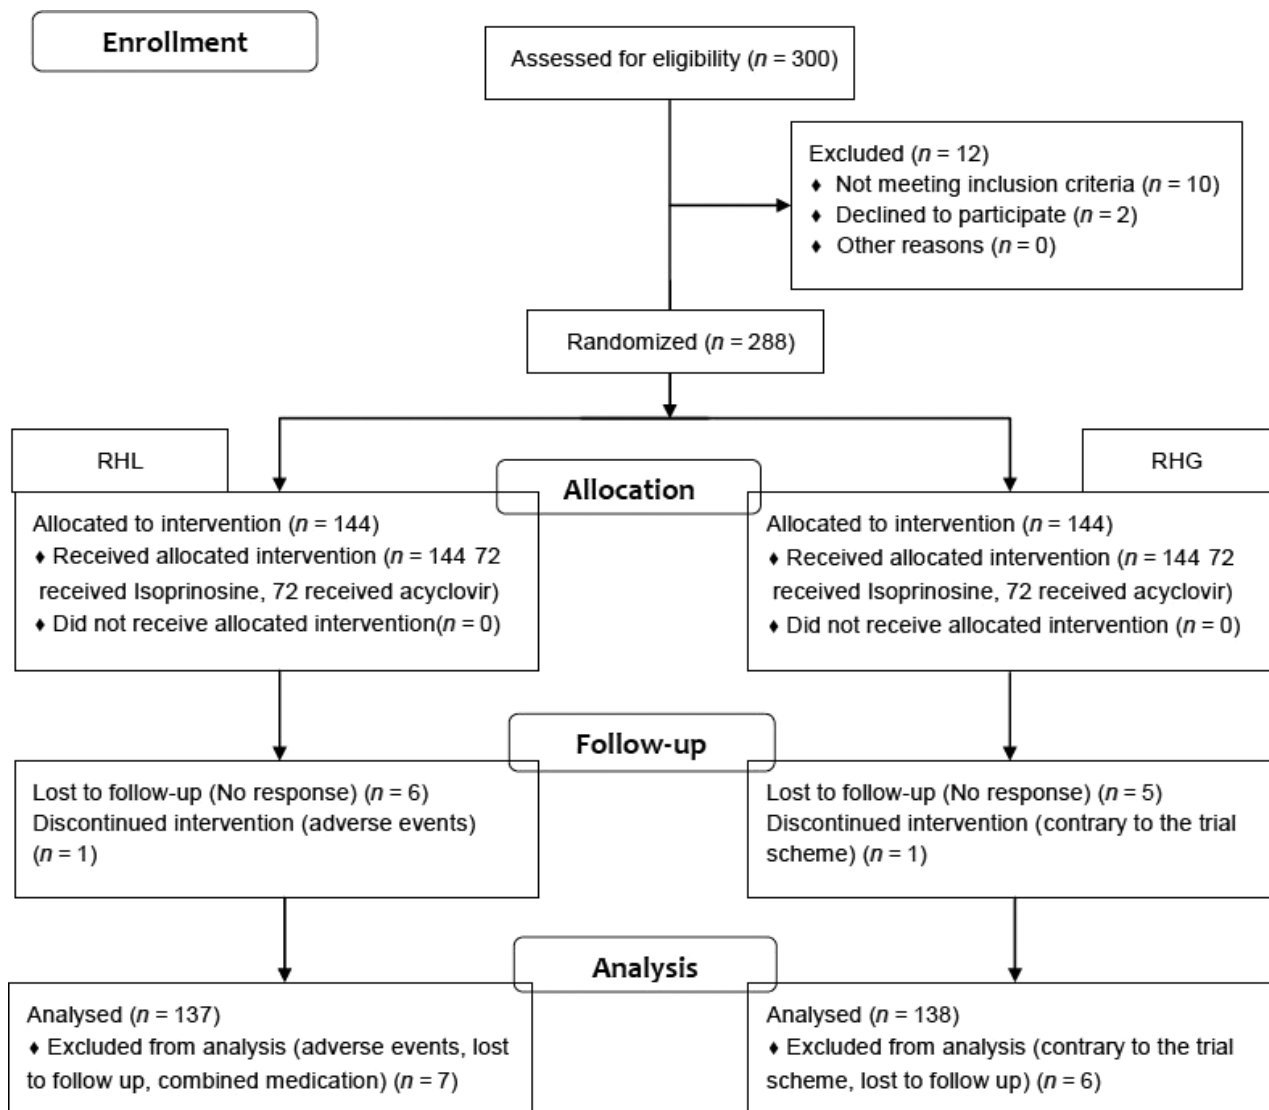 Enrollment
Assessed for eligibility (n = 300)
Excluded (n = 12)
♦ Not meeting inclusion criteria (n = 10)
♦ Declined to participate (n = 2)
♦ Other reasons (n = 0)
Randomized (n = 288)
RHL
Allocation
RHG
Allocated to intervention (n = 144)
♦ Received allocated intervention (n = 144 72
received Isoprinosine, 72 received acyclovir)
♦ Did not receive allocated intervention(n = 0)
Allocated to intervention (n = 144)
♦ Received allocated intervention (n = 144 72
received Isoprinosine, 72 received acyclovir)
♦ Did not receive allocated intervention (n = 0)
Follow-up
Lost to follow-up (No response) (n = 6)
Discontinued intervention (adverse events)
(n = 1)
Lost to follow-up (No response) (n = 5)
Discontinued intervention (contrary to the trial
scheme) (n = 1)
Analysis
Analysed (n = 137)
♦ Excluded from analysis (adverse events, lost
to follow up, combined medication) (n = 7)
Analysed (n = 138)
♦ Excluded from analysis (contrary to the trial
scheme, lost to follow up) (n = 6)